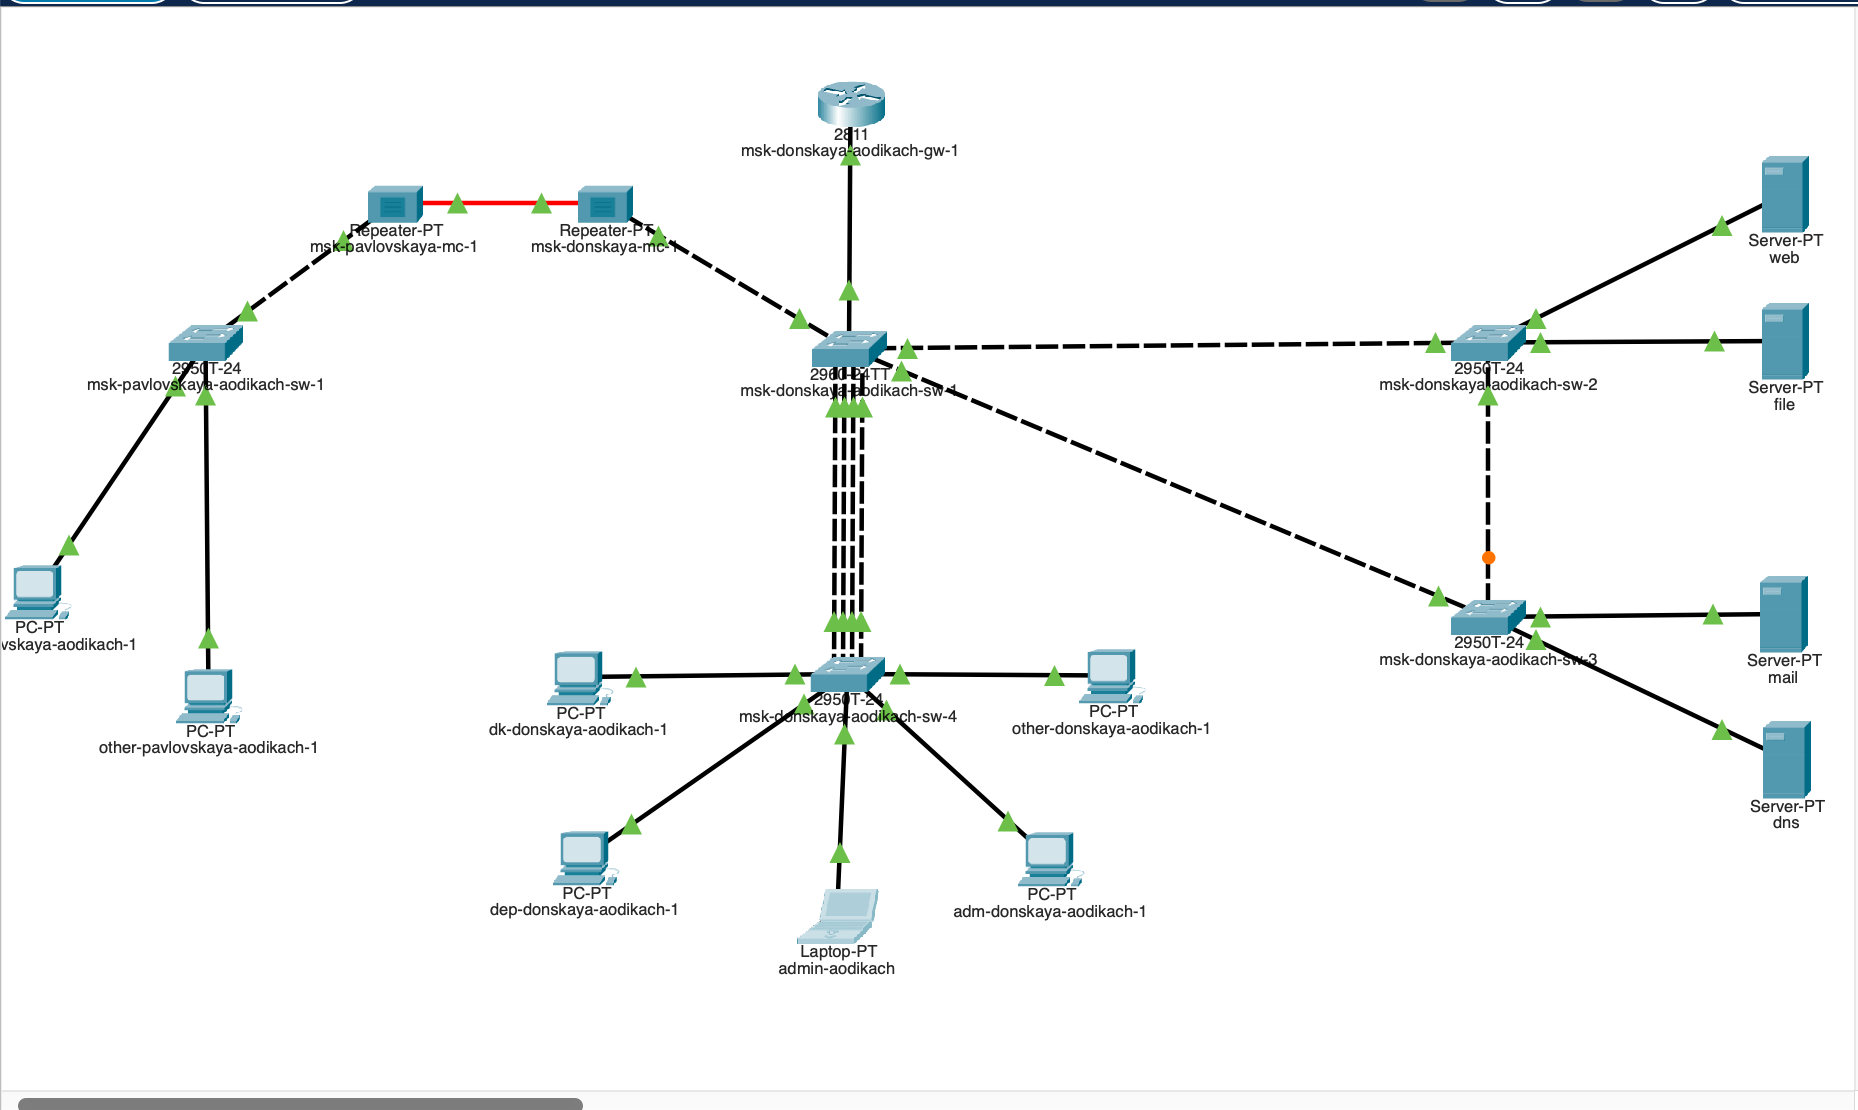 2811
msk-donskaya-aodikach-gw-1
Repeater-PT
msk-pavlovskaya-mc-1
Repeater-PT
msk-donskaya-mc-1
Server-PT
web
2950T-24
msk-pavlovskaya-aodikach-sw-1
2960-24TT
msk-donskaya-aodikach-sw-1
2950T-24
msk-donskaya-aodikach-sw-2
Server-PT
file
PC-PT
vskaya-aodikach-1
PC-PT
other-pavlovskaya-aodikach-1
PC-PT
dk-donskaya-aodikach-1
2950T-24
msk-donskaya-aodikach-sw-4
PC-PT
other-donskaya-aodikach-1
2950T-24
msk-donskaya-aodikach-sw-3
Server-PT
mail
Server-PT
dns
PC-PT
dep-donskaya-aodikach-1
Laptop-PT
admin-aodikach
PC-PT
adm-donskaya-aodikach-1